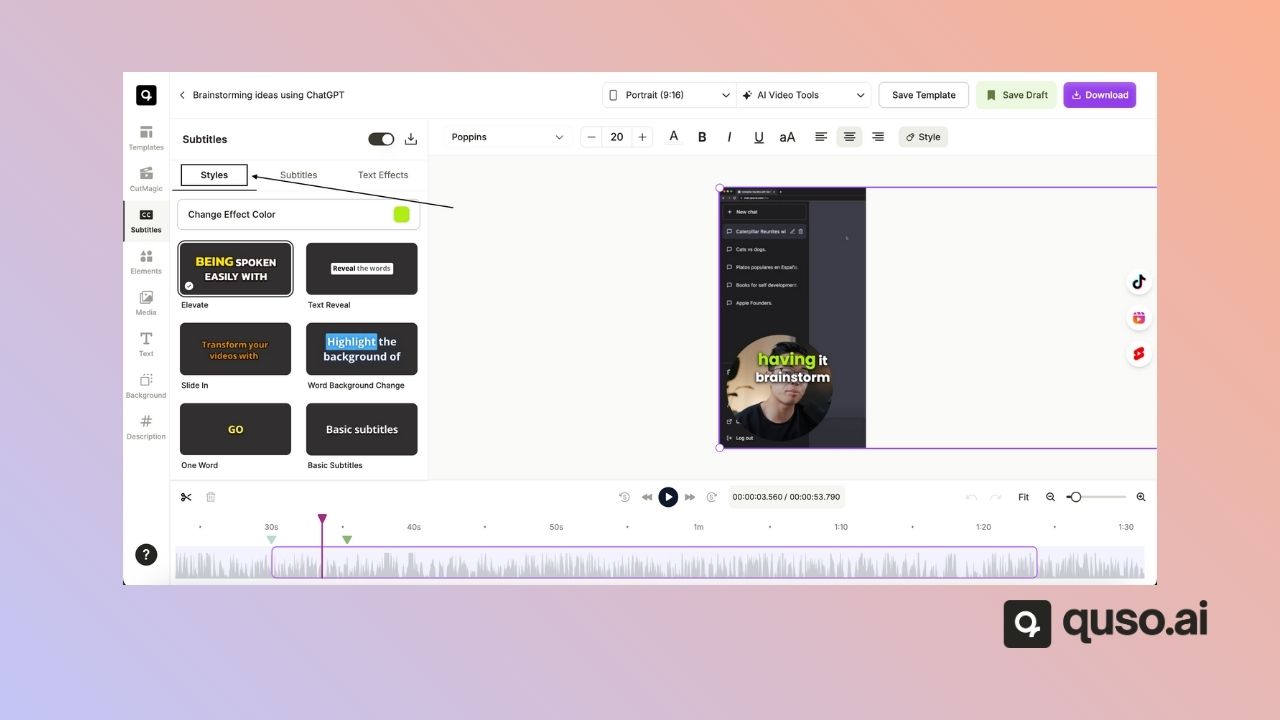 Brainstorming ideas using ChatGPT
Portrait (9:16)
AI Video Tools
Save Template
Save Draft
Download
Templates
CutMagic
CC
Subtitles
Elements
Media
Text
Background
Description
?
Subtitles
Styles
Subtitles
Text Effects
Change Effect Color
BEING SPOKEN
EASILY WITH
Elevate
Reveal the words
Text Reveal
Transform your
videos with
Slide In
Highlight the
background of
Word Background Change
GO
One Word
Basic subtitles
Basic Subtitles
Poppins
20
A
B
I
U
aA
Style
New chat
Caterpillar Reunites wi
Cats vs dogs.
Platos populares en Españ
Books for self development
Apple Founders.
having it
brainstorm
Log out
00:00:03.560 / 00:00:53.790
Fit
30s
40s
50s
1m
1:10
1:20
1:30
quso.ai